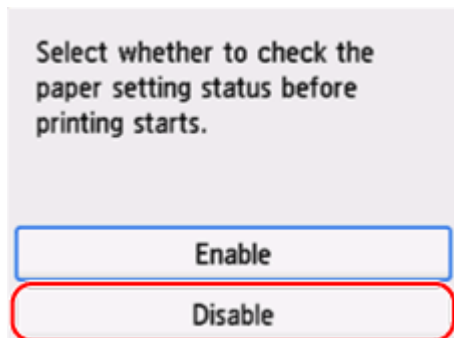 Select whether to check the
paper setting status before
printing starts.
Enable
Disable